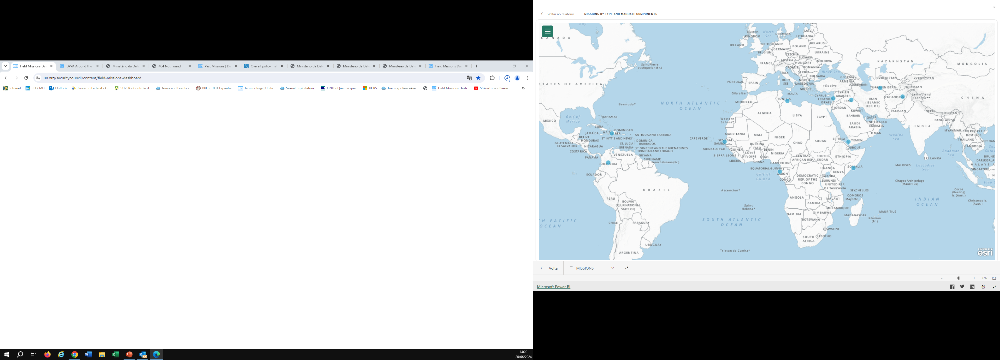 Field Missions Da
DPPA Around the
Ministério da Def
404 Not Found
Past Missions | De
Overall policy ma
Ministério da Def
Ministério da Def
Ministério da Def
Field Missions Da
un.org/securitycouncil/content/field-missions-dashboard
Intranet
SEI / MD
Outlook
Governo Federal - G...
SUPER - Controle d...
News and Events -...
BPESET001 Espanha...
Terminology | Unite...
Sexual Exploitation...
ONU - Quem é quem
PCRS
Training - Peacekee...
Field Missions Dash...
SSYouTube - Baixar...
14:20
20/06/2024
Voltar ao relatório
MISSIONS BY TYPE AND MANDATE COMPONENTS
Bay
CANADA
STATES OF AMERICA
Saint Pierre
et Miquelon (Fr.)
Bermuda*
NORTH ATLANTIC
OCEAN
Gulf of
Mexico
MEXICO
BAHAMAS
CUBA
JAMAICA
HAITI
DOMINICAN
REP.
BELIZE
HONDURAS
GUATEMALA
EL SALVADOR
NICARAGUA
COSTA RICA
PANAMA
ANTIGUA AND BARBUDA
ST. KITTIS AND NEVIS
DOMINICA
ST. LUCIA
BARBADOS
GRENADA
ST. VINCENT AND THE GRENADINES
TRINIDAD AND TOBAGO
VENEZUELA
GUYANA
SURINAME
French Guiana (Fr.)
COLOMBIA
ECUADOR
BRAZIL
PERU
BOLIVIA
(PLURINATIONAL
STATE OF)
CHILE
PARAGUAY
URUGUAY
ARGENTINA
TH PACIFIC
OCEAN
SOUTH ATLANTIC
OCEAN
Ascencion*
Saint
Helena*
Tristan da Cunha*
ESTONIA
LATVIA
LITHUANIA
UNITED
KINGDOM
North
Sea
DENMARK
IRELAND
NETHERLANDS
BELARUS
GERMANY
POLAND
BELGIUM
UKRAINE
CZECHIA
SLOVAKIA
FRANCE
AUSTRIA
HUNGARY
MOLDOVA
CROATIA
ROMANIA
ITALY
SERBIA
BULGARIA
Black Sea
HOLY
SEE
NORTH
MACEDONIA
PORTUGAL
SPAIN
GREECE
TÜRKIYE
GEORGIA
ARMENIA
AZERBAIJAN
Gibraltar*
MALTA
CYPRUS
SYRIAN
ARAB REP.
LEBANO
ISRAEL
IRAQ
JORDAN
KUWAIT
IRAN
(ISLAMIC
REP. OF)
KAZAKHSTAN
MONGOLIA
UZBEKISTAN
KYRGYZSTAN
TURKMENISTAN
TAJIKISTAN
AFGHANISTAN
Jammu and
Kashmir**
CHINA
PAKISTAN
NEPAL
BHUTAN
BANGLADESH
INDIA
MYANMAR
LAO PEOPLE'S
DEM. REP.
THAILAND
VIETNAM
CAMBODIA
MOROCCO
TUNISIA
ALGERIA
LIBYA
EGYPT
Western
Sahara*
BAHRAIN
QATAR
UNITED ARAB
EMIRATES
SAUDI
ARABIA
OMAN
YEMEN
Arabian
Sea
CAPE VERDE
MAURITANIA
MALI
NIGER
CHAD
SUDAN
ERITREA
DJIBOUTI
SENEGAL
GAMB
GUINEA-BISSAU
GUINEA
BURKINA
FASO
BENIN
NIGERIA
SIERRA LEONE
CÔTE
D'IVOIRE
TOGO
LIBERIA
GHANA
CAMEROON
CENTRAL
AFRICAN REP.
SOUTH
SUDAN
ETHIOPIA
EQUATORIAL GUINEA
Gulf of
Guinea
GABON
CONGO
DEMOCRATIC
REP. OF THE
CONGO
UGANDA
KENYA
SOMALIA
RWANDA
BURUNDI
UNITED REP.
OF TANZANIA
SEYCHELLES
COMOROS
Mayotte
ANGOLA
ZAMBIA
MALAWI
MOZAMBIQUE
NAMIBIA
ZIMBABWE
BOTSWANA
MADAGASCAR
MAURITIUS
Réunion
(Fr.)
ESWATINI
SOUTH
AFRICA
LESOTHO
SRI LANKA
MALDIVES
Laccadive
Sea
Andaman
Sea
Sou
China
BRUNE
DARUSSALA
MALAYSIA
SINGAPORE
IN
Java S
Chagos Archipelago
(Mauritius)
INDIAN
OCEAN
Cocos
(Keeling)
Is. (Aust.)
Christmas Is.
(Aust.)
POWERED BY
esri
Voltar
MISSIONS
- + 130%
Microsoft Power BI